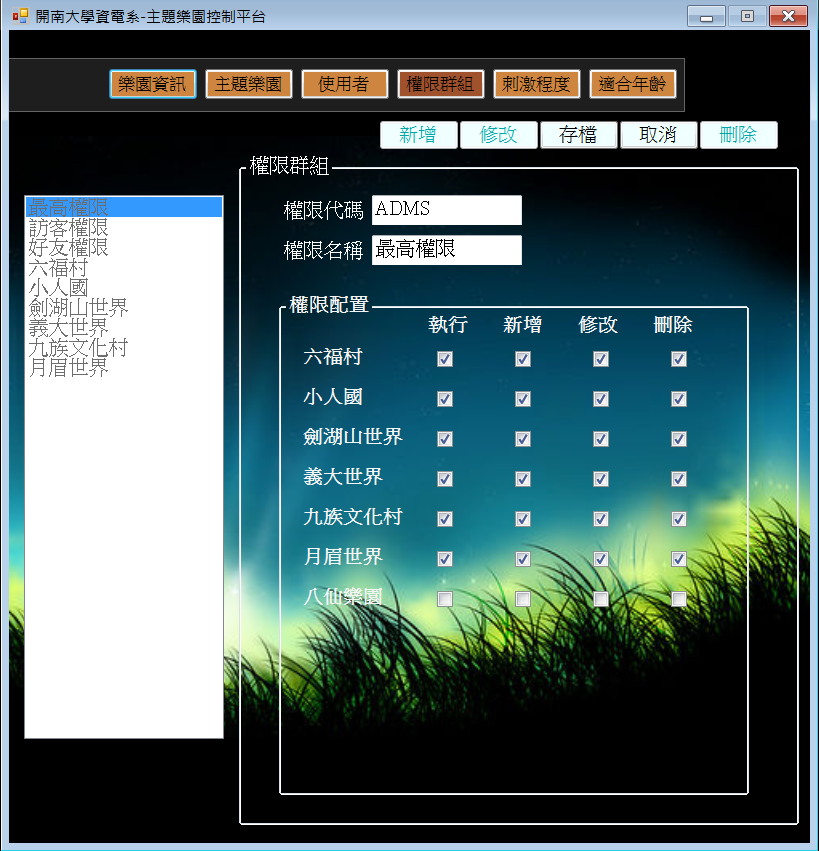 開南大學資電系-主題樂園控制平台
樂園資訊 主題樂園 使用者 權限群組 刺激程度 適合年齡
新增 修改 存檔 取消 刪除
最高權限
訪客權限
好友權限
六福村
小人國
劍湖山世界
義大世界
九族文化村
月眉世界
權限群組
權限代碼 ADMS
權限名稱 最高權限
權限配置
執行 新增 修改 刪除
六福村
小人國
劍湖山世界
義大世界
九族文化村
月眉世界
八仙樂園